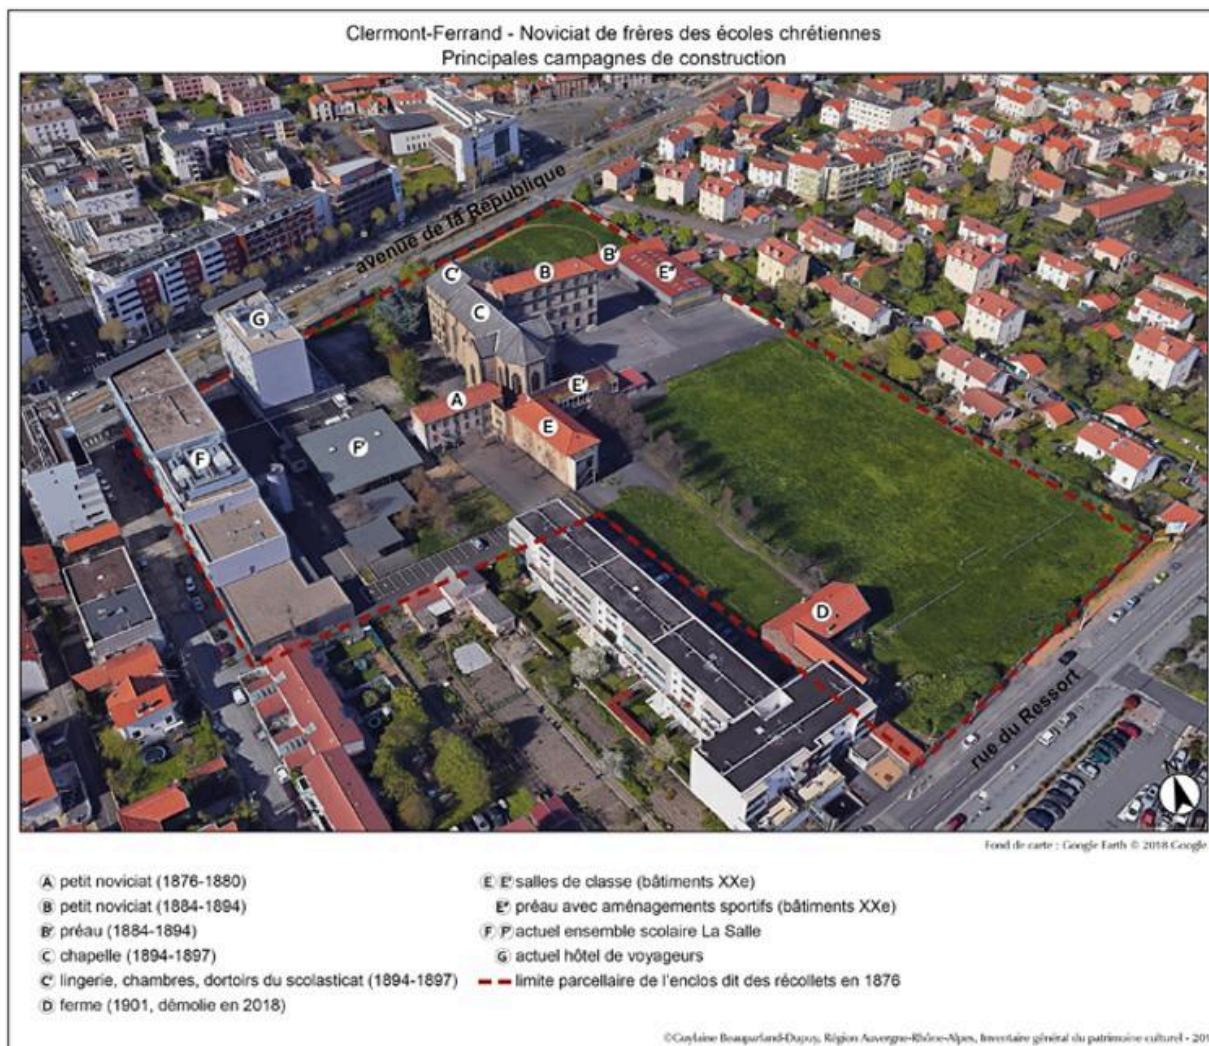 Clermont-Ferrand - Noviciat de frères des écoles chrétiennes
Principales campagnes de construction
avenue de la République
C'
B
B'
E"
G
C
E'
A
E
F'
F
D
rue du Ressort
N
Fond de carte : Google Earth © 2018 Google
A petit noviciat (1876-1880)
B petit noviciat (1884-1894)
B' préau (1884-1894)
C chapelle (1894-1897)
C' lingerie, chambres, dortoirs du scolasticat (1894-1897)
D ferme (1901, démolie en 2018)
E E' salles de classe (bâtiments XXe)
E" préau avec aménagements sportifs (bâtiments XXe)
F F' actuel ensemble scolaire La Salle
G actuel hôtel de voyageurs
limite parcellaire de l'enclos dit des récollets en 1876
©Guylaine Beauparland-Dupuy, Région Auvergne-Rhône-Alpes, Inventaire général du patrimoine culturel - 201